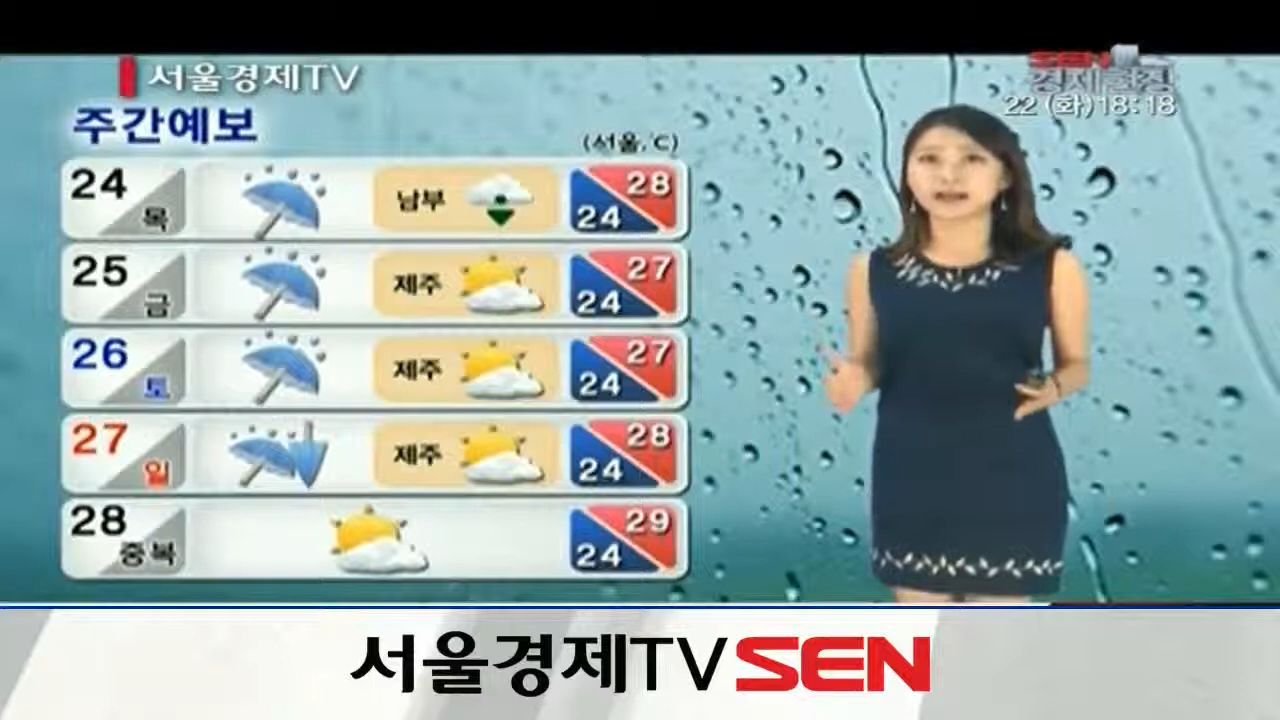 서울경제TV
SEN
경제현장
22 (화)18:18
주간예보
(서울,℃)
24 목 남부 24 28
25 금 제주 24 27
26 토 제주 24 27
27 일 제주 24 28
28 중복 24 29
서울경제TV SEN